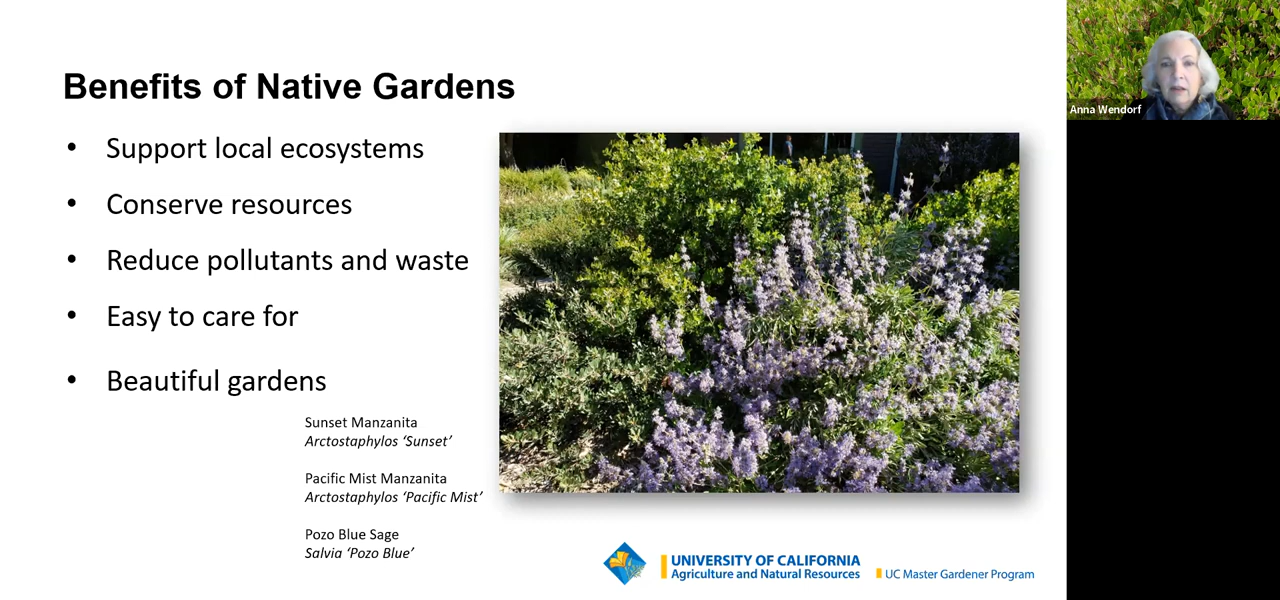 Benefits of Native Gardens
• Support local ecosystems
• Conserve resources
• Reduce pollutants and waste
• Easy to care for
• Beautiful gardens
Sunset Manzanita
Arctostaphylos ‘Sunset’
Pacific Mist Manzanita
Arctostaphylos ‘Pacific Mist’
Pozo Blue Sage
Salvia ‘Pozo Blue’
UNIVERSITY OF CALIFORNIA
Agriculture and Natural Resources
UC Master Gardener Program
Anna Wendorf